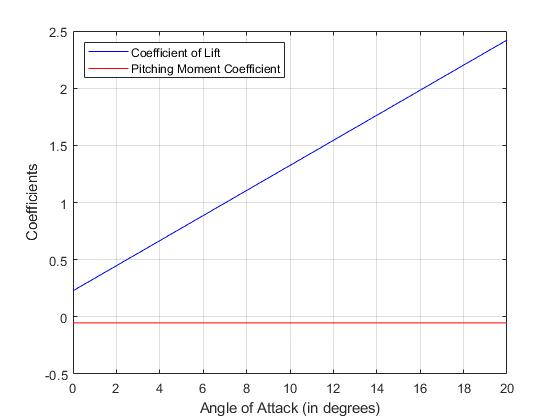 2.5
Coefficient of Lift
Pitching Moment Coefficient
2
1.5
1
0.5
0
-0.5
Coefficients
0 2 4 6 8 10 12 14 16 18 20
Angle of Attack (in degrees)